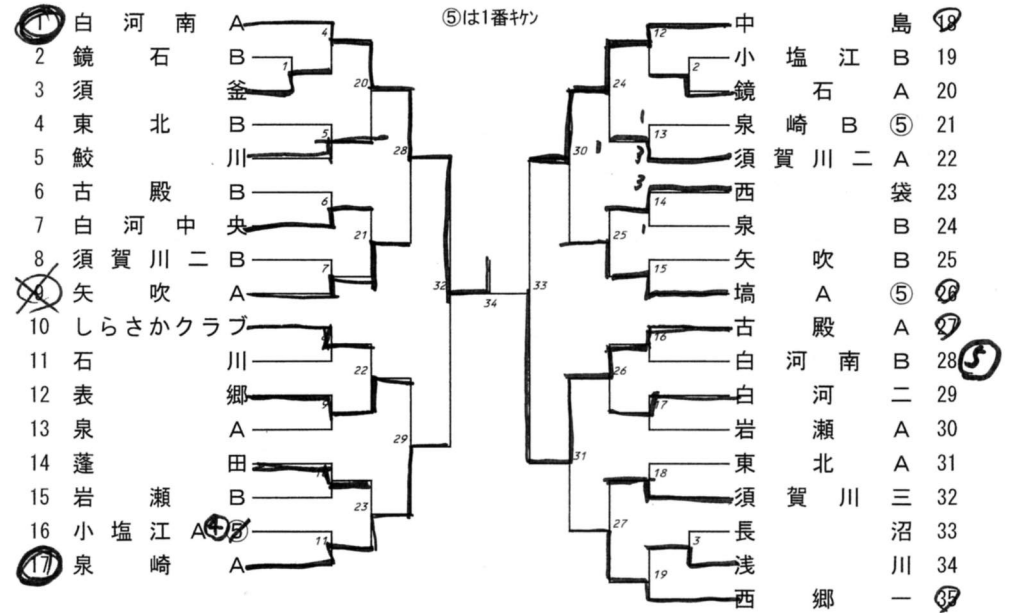 ⑤は1番キケン
1 白河南 A
2 鏡石 B
3 須釜
4 東北 B
5 鮫川
6 古殿 B
7 白河中央
8 須賀川二 B
9 矢吹 A
10 しらさかクラブ
11 石川
12 表郷
13 泉 A
14 蓬田
15 岩瀬 B
16 小塩江 A ④ ⑤
17 泉崎 A
4
1
20
5
28
6
21
7
32
22
9
29
23
11
34
33
中島 18
小塩江 B 19
鏡石 A 20
泉崎 B ⑤ 21
須賀川二 A 22
西袋 23
泉 B 24
矢吹 B 25
塙 A ⑤ 26
古殿 A 27
白河南 B 28 5
白河二 29
岩瀬 A 30
東北 A 31
須賀川三 32
長沼 33
浅川 34
西郷一 35
12
2
24
1
13
30
3
3
14
25
1
15
16
26
17
31
18
27
3
19